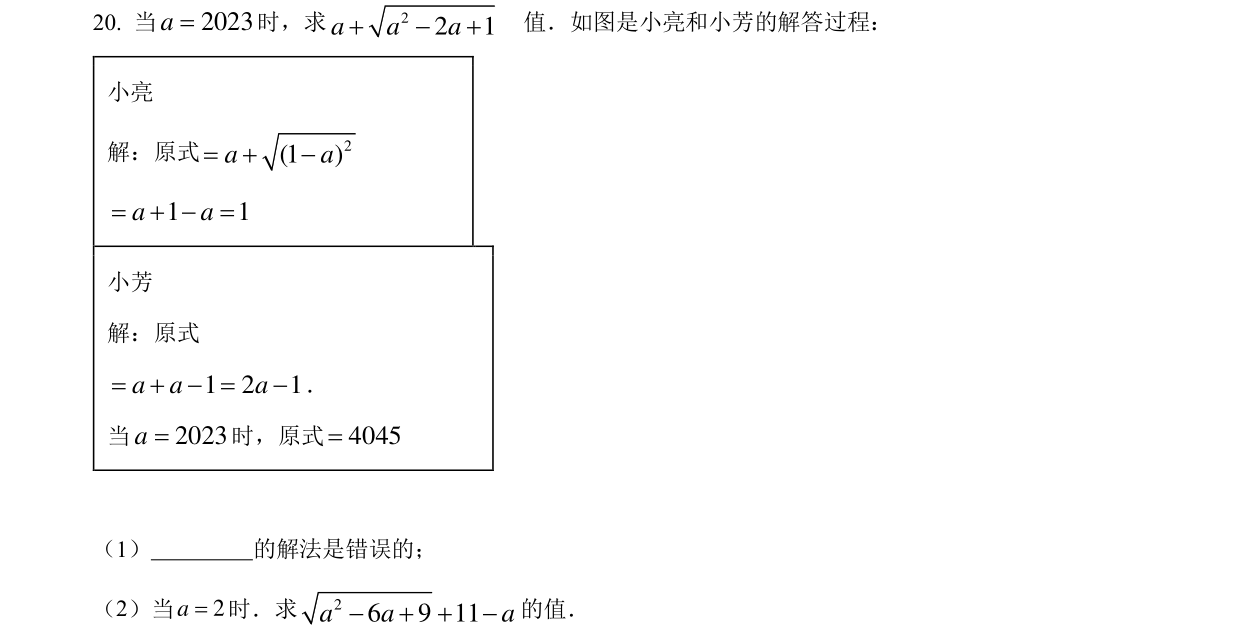 20. 当a = 2023时，求a + √(a² − 2a + 1) 值．如图是小亮和小芳的解答过程：
小亮
解：原式= a + √((1 − a)²)
= a + 1 − a = 1
小芳
解：原式
= a + a − 1 = 2a − 1．
当a = 2023时，原式= 4045
（1）_________的解法是错误的；
（2）当a = 2时．求√(a² − 6a + 9) + 11 − a的值．